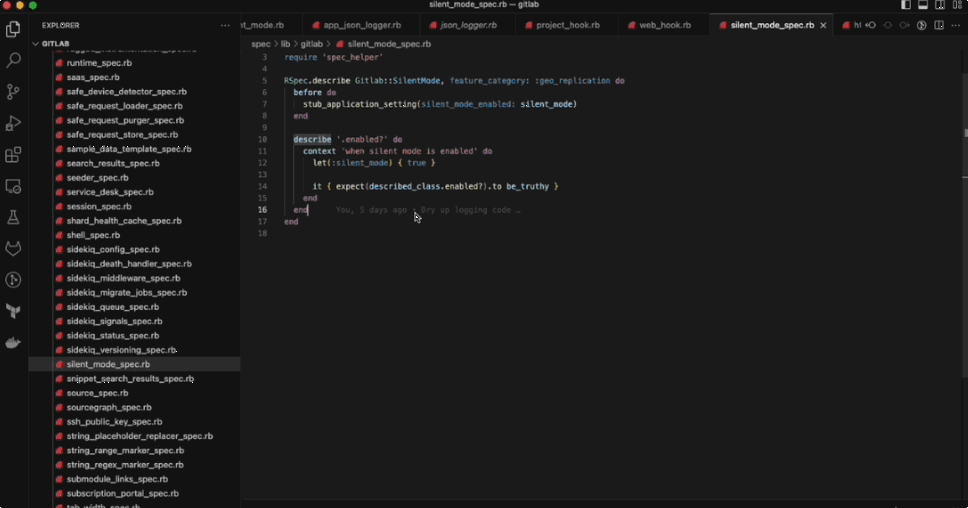 silent_mode_spec.rb — gitlab
EXPLORER
GITLAB
runtime_spec.rb
saas_spec.rb
safe_device_detector_spec.rb
safe_request_loader_spec.rb
safe_request_purger_spec.rb
safe_request_store_spec.rb
sample_data_template_spec.rb
search_results_spec.rb
seeder_spec.rb
service_desk_spec.rb
session_spec.rb
shard_health_cache_spec.rb
shell_spec.rb
sidekiq_config_spec.rb
sidekiq_death_handler_spec.rb
sidekiq_middleware_spec.rb
sidekiq_migrate_jobs_spec.rb
sidekiq_queue_spec.rb
sidekiq_signals_spec.rb
sidekiq_status_spec.rb
sidekiq_versioning_spec.rb
silent_mode_spec.rb
snippet_search_results_spec.rb
source_spec.rb
sourcegraph_spec.rb
ssh_public_key_spec.rb
string_placeholder_replacer_spec.rb
string_range_marker_spec.rb
string_regex_marker_spec.rb
submodule_links_spec.rb
subscription_portal_spec.rb
tab_width_spec.rb
nt_mode.rb app_json_logger.rb json_logger.rb project_hook.rb web_hook.rb silent_mode_spec.rb
spec > lib > gitlab > silent_mode_spec.rb
3 require 'spec_helper'
4
5 RSpec.describe Gitlab::SilentMode, feature_category: :geo_replication do
6 before do
7 stub_application_setting(silent_mode_enabled: silent_mode)
8 end
9
10 describe '.enabled?' do
11 context 'when silent mode is enabled' do
12 let(:silent_mode) { true }
13
14 it { expect(described_class.enabled?).to be_truthy }
15 end
16 end You, 5 days ago • Dry up logging code …
17 end
18